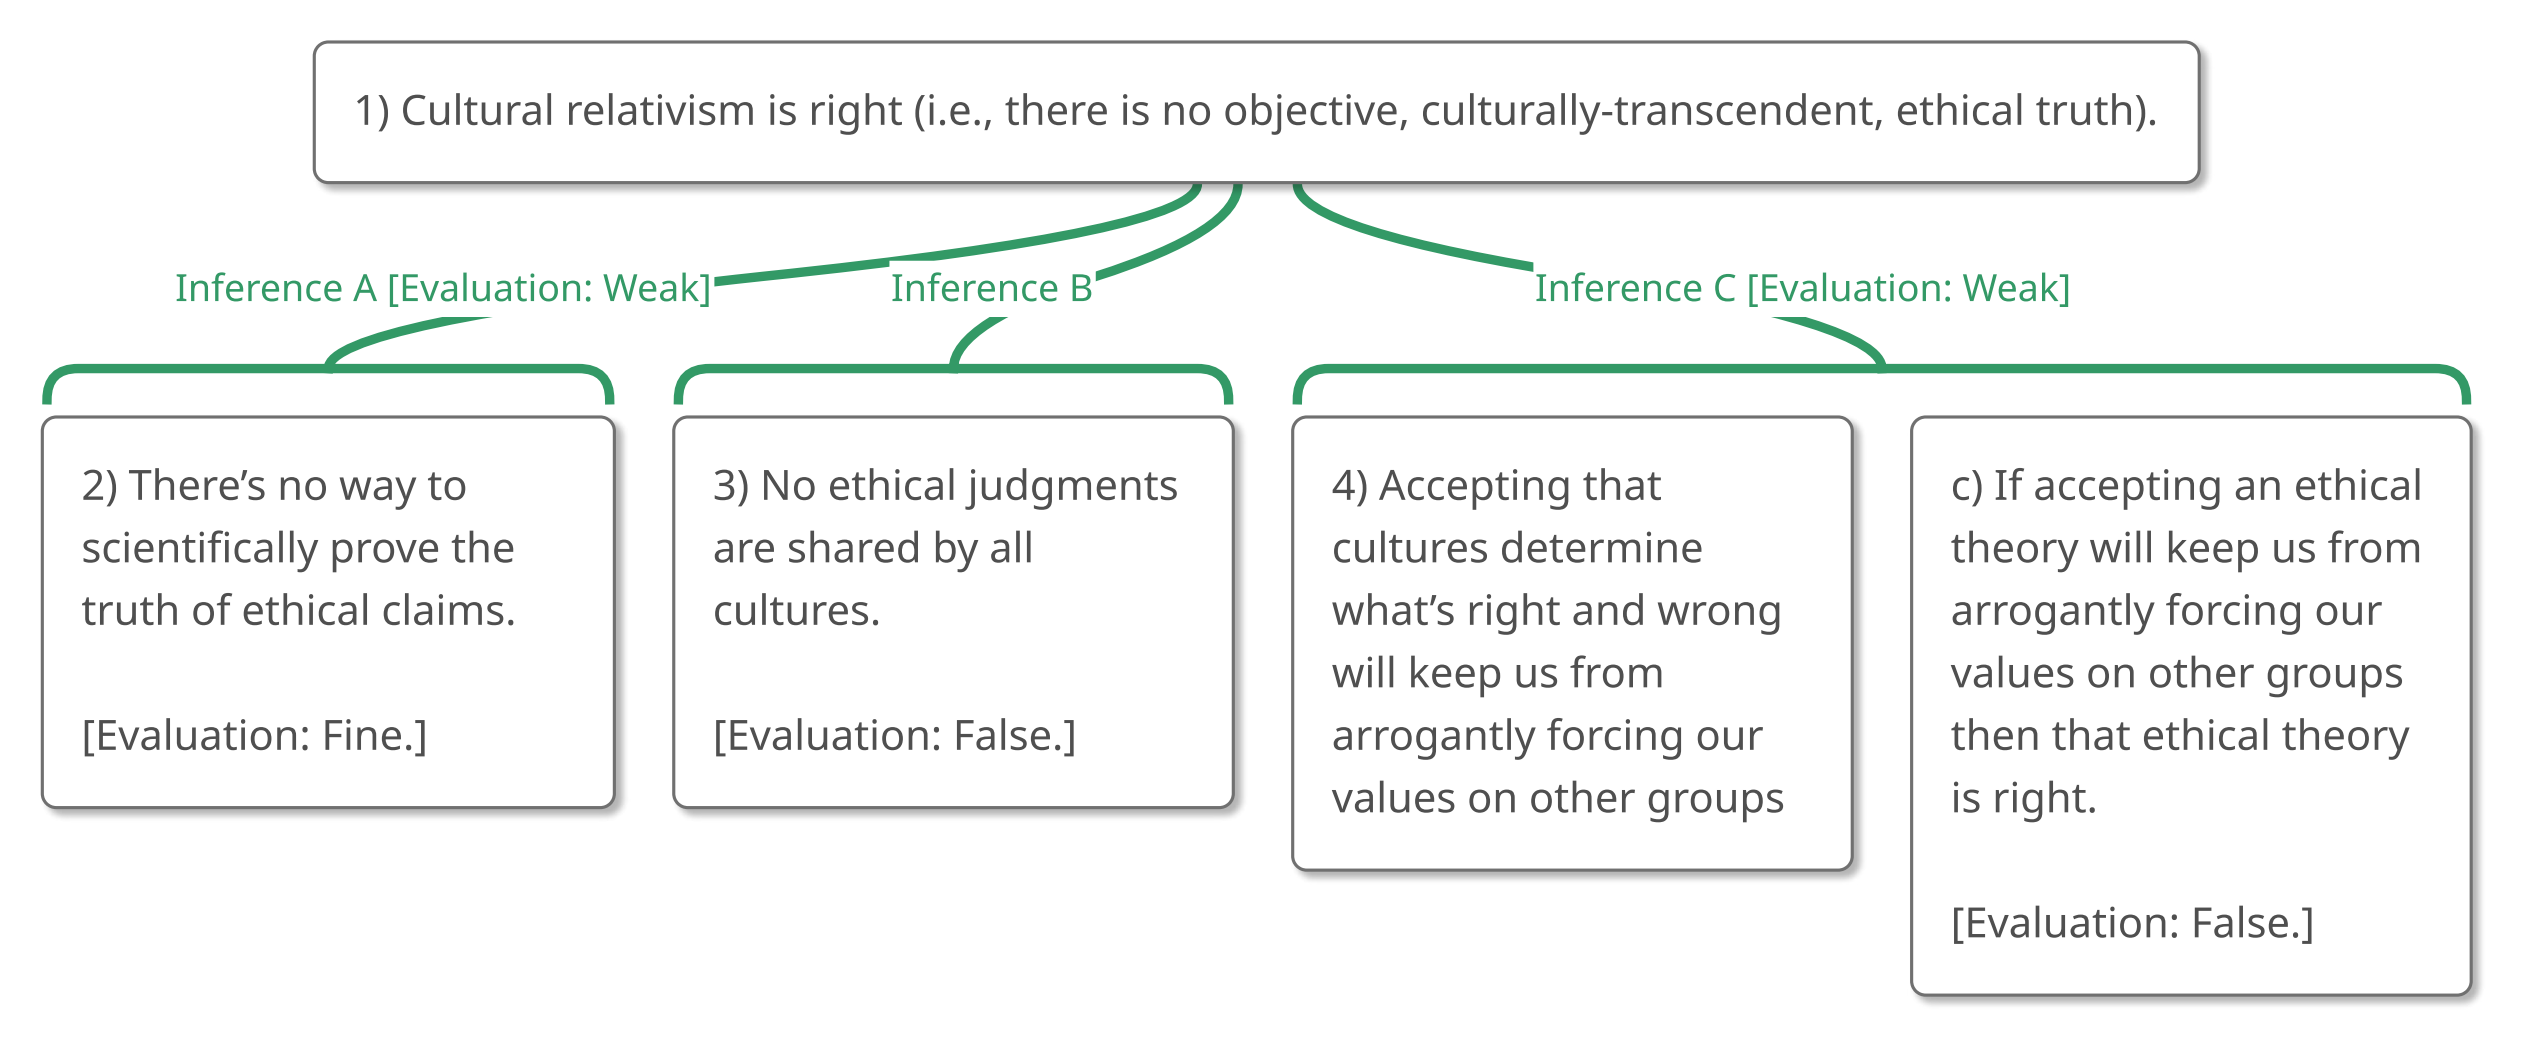 1) Cultural relativism is right (i.e., there is no objective, culturally-transcendent, ethical truth).
Inference A [Evaluation: Weak]
Inference B
Inference C [Evaluation: Weak]
2) There’s no way to
scientifically prove the
truth of ethical claims.
[Evaluation: Fine.]
3) No ethical judgments
are shared by all
cultures.
[Evaluation: False.]
4) Accepting that
cultures determine
what’s right and wrong
will keep us from
arrogantly forcing our
values on other groups
c) If accepting an ethical
theory will keep us from
arrogantly forcing our
values on other groups
then that ethical theory
is right.
[Evaluation: False.]